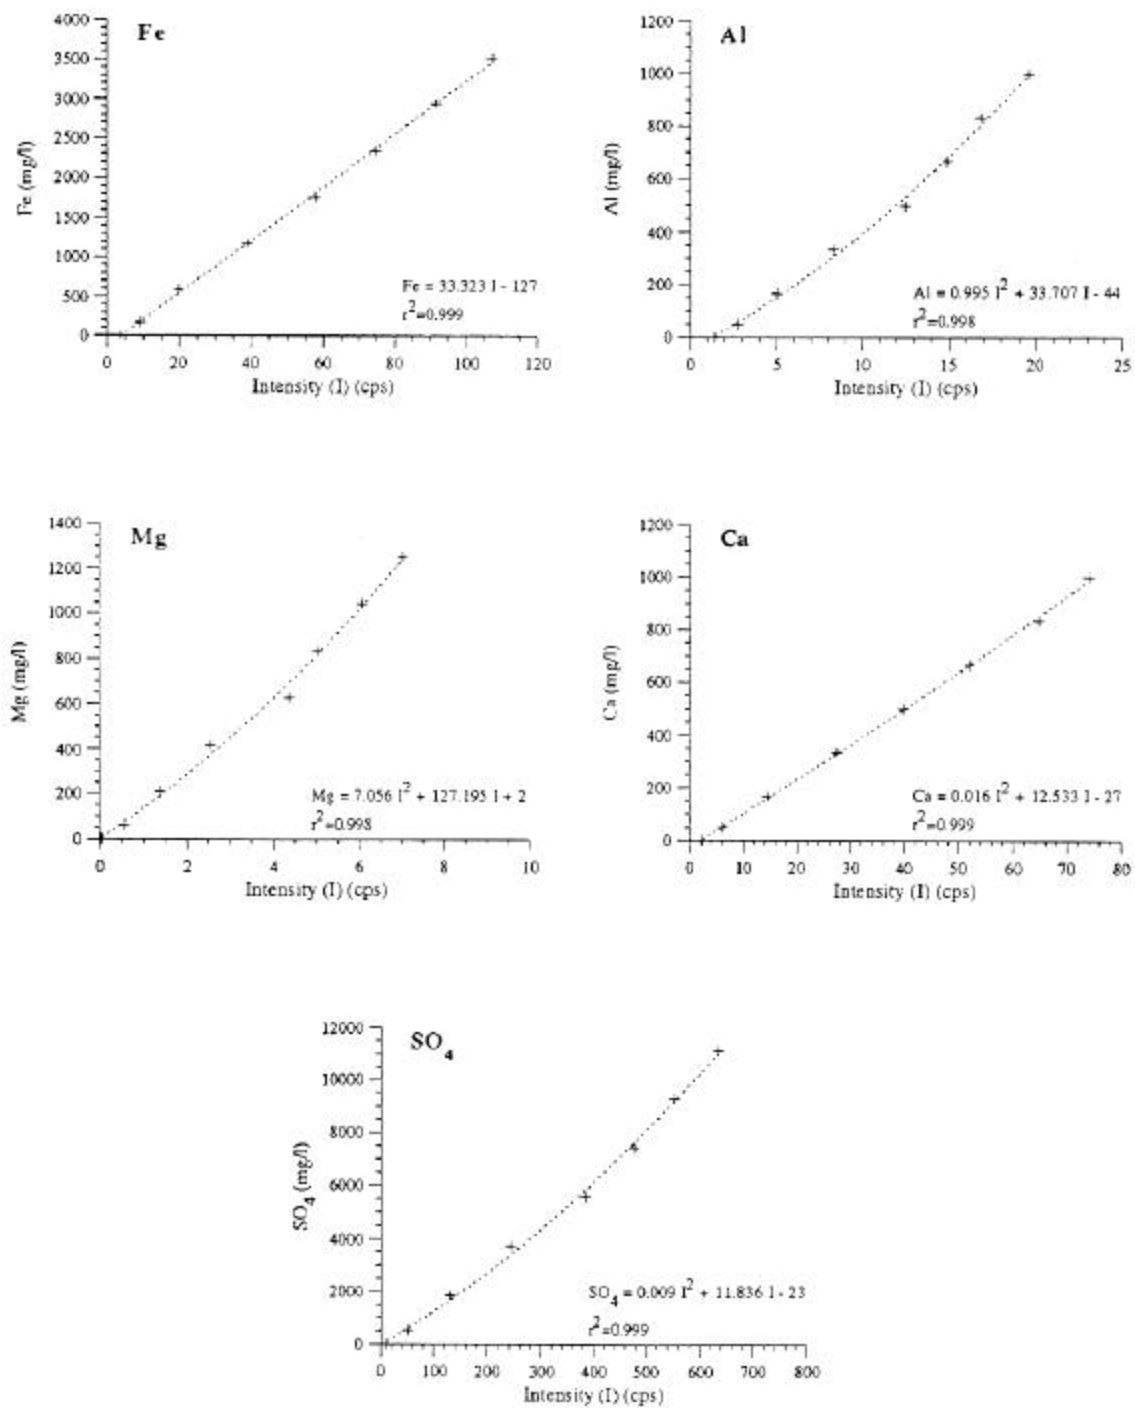 Fe
4000
3500
3000
2500
2000
1500
1000
500
0
Fe (mg/l)
Fe = 33.323 I - 127
r2=0.999
0 20 40 60 80 100 120
Intensity (I) (cps)
Al
1200
1000
800
600
400
200
0
Al (mg/l)
Al = 0.995 I2 + 33.707 I - 44
r2=0.998
0 5 10 15 20 25
Intensity (I) (cps)
Mg
1400
1200
1000
800
600
400
200
0
Mg (mg/l)
Mg = 7.056 I2 + 127.195 I + 2
r2=0.998
0 2 4 6 8 10
Intensity (I) (cps)
Ca
1200
1000
800
600
400
200
0
Ca (mg/l)
Ca = 0.016 I2 + 12.533 I - 27
r2=0.999
0 10 20 30 40 50 60 70 80
Intensity (I) (cps)
SO4
12000
10000
8000
6000
4000
2000
0
SO4 (mg/l)
SO4 = 0.009 I2 + 11.836 I - 23
r2=0.999
0 100 200 300 400 500 600 700 800
Intensity (I) (cps)